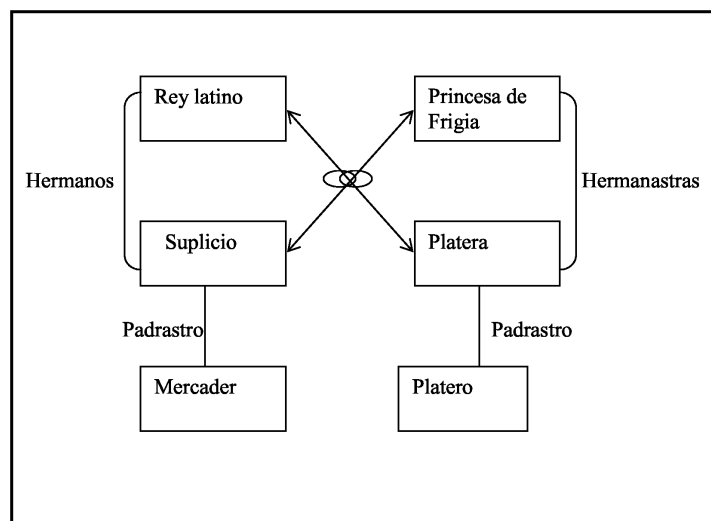 Rey latino
Princesa de
Frigia
Hermanos
Hermanastras
Suplicio
Platera
Padrastro
Padrastro
Mercader
Platero